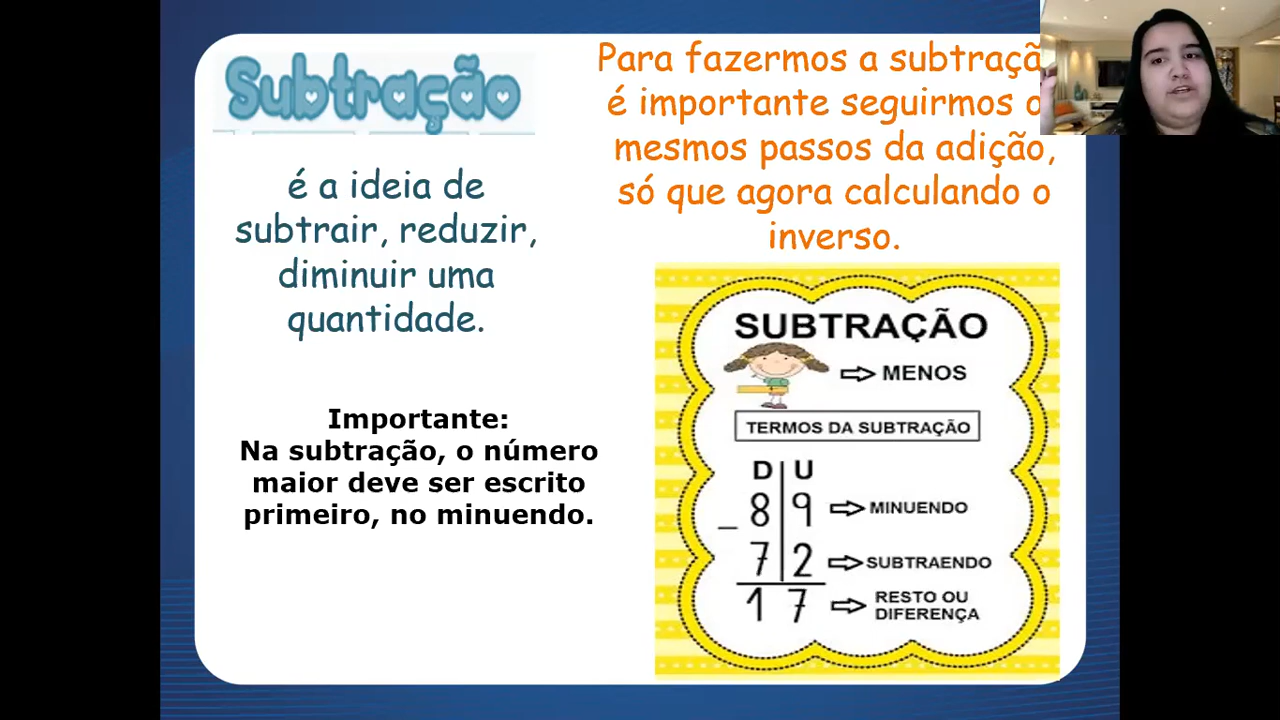 Subtração
é a ideia de
subtrair, reduzir,
diminuir uma
quantidade.
Importante:
Na subtração, o número
maior deve ser escrito
primeiro, no minuendo.
Para fazermos a
é importante seguirmos
mesmos passos da adição,
só que agora calculando o
inverso.
SUBTRAÇÃO
MENOS
TERMOS DA SUBTRAÇÃO
D U
8 9 MINUENDO
– 7 2 SUBTRAENDO
1 7 RESTO OU
DIFERENÇA